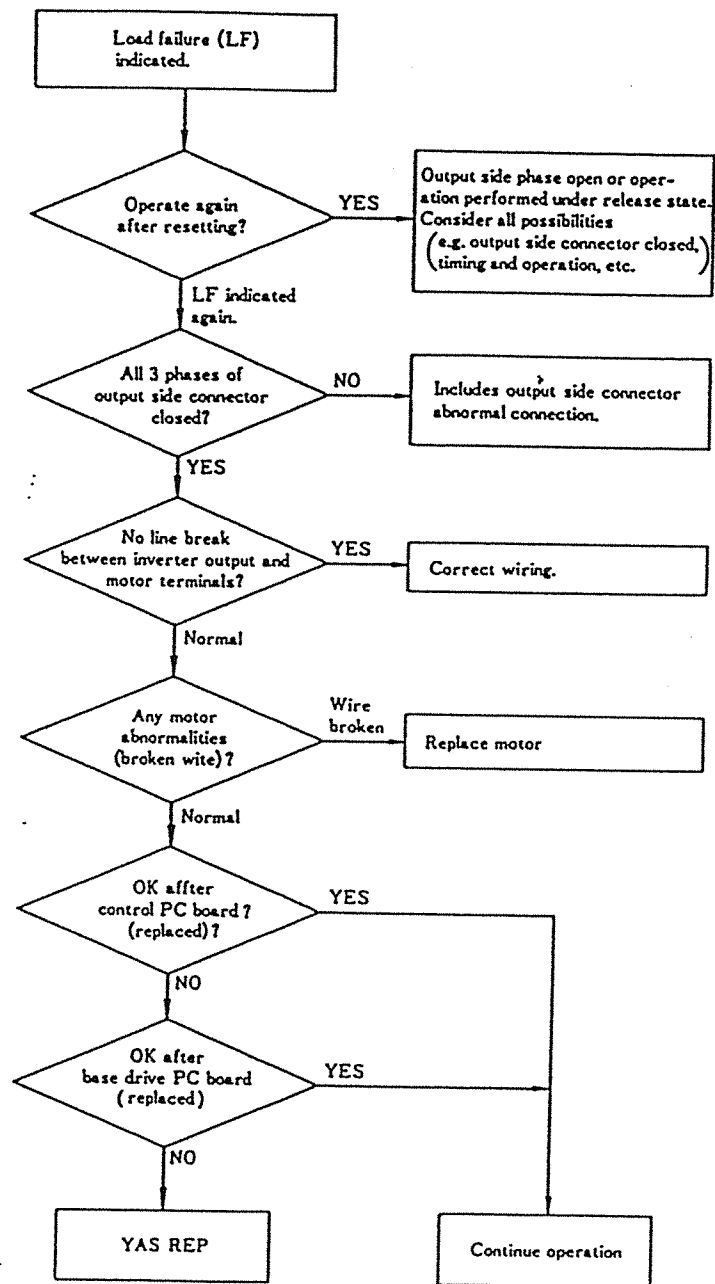 Load failure (LF)
indicated.
Operate again
after resetting?
YES
Output side phase open or oper-
ation performed under release state.
Consider all possibilities
(e.g. output side connector closed,
timing and operation, etc.)
LF indicated
again.
All 3 phases of
output side connector
closed?
NO
Includes output side connector
abnormal connection.
YES
No line break
between inverter output and
motor terminals?
YES
Correct wiring.
Normal
Any motor
abnormalities
(broken wite)?
Wire
broken
Replace motor
Normal
OK affter
control PC board?
(replaced)?
YES
NO
OK after
base drive PC board
(replaced)
YES
NO
YAS REP
Continue operation